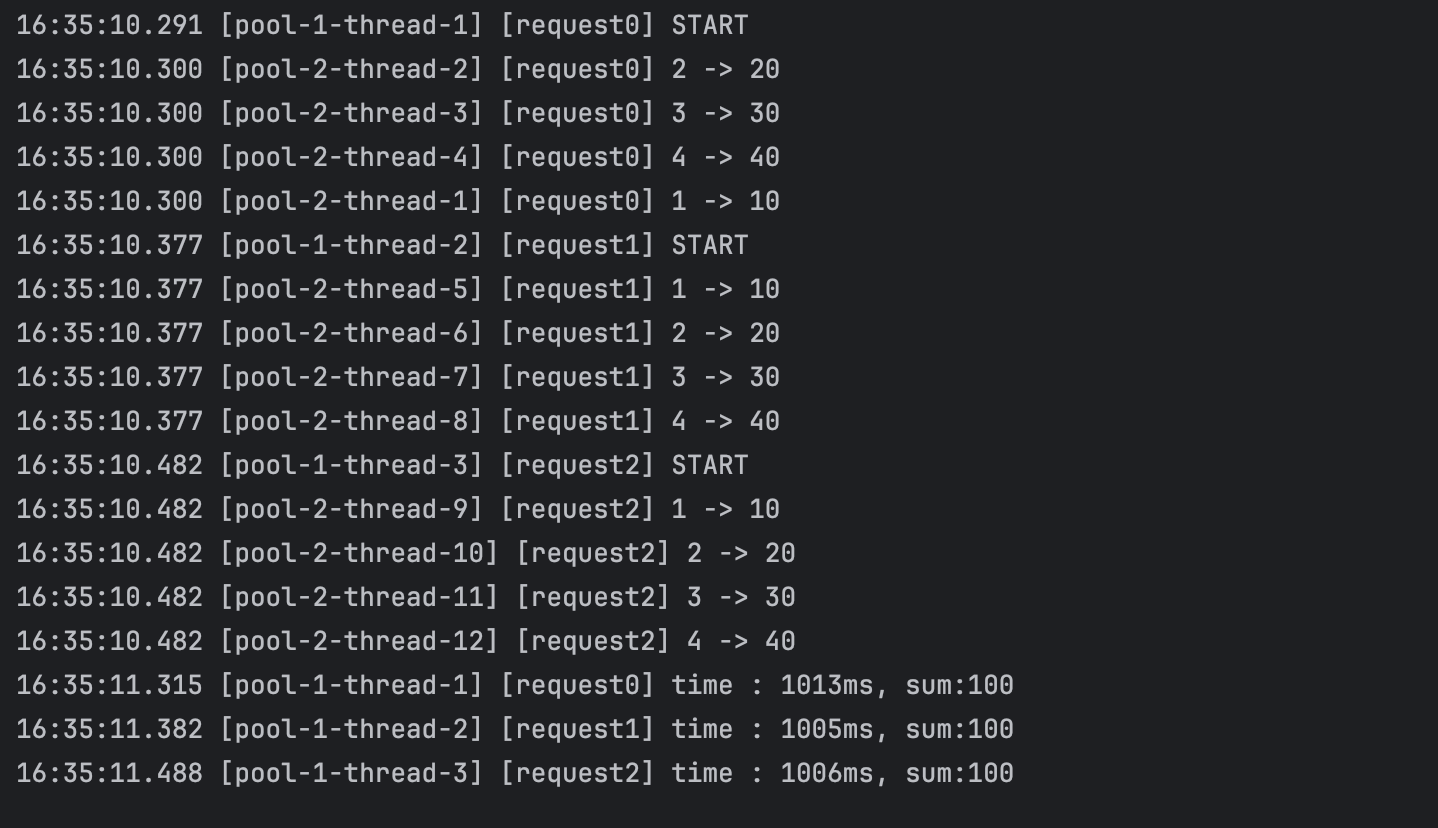 16:35:10.291 [pool-1-thread-1] [request0] START
16:35:10.300 [pool-2-thread-2] [request0] 2 -> 20
16:35:10.300 [pool-2-thread-3] [request0] 3 -> 30
16:35:10.300 [pool-2-thread-4] [request0] 4 -> 40
16:35:10.300 [pool-2-thread-1] [request0] 1 -> 10
16:35:10.377 [pool-1-thread-2] [request1] START
16:35:10.377 [pool-2-thread-5] [request1] 1 -> 10
16:35:10.377 [pool-2-thread-6] [request1] 2 -> 20
16:35:10.377 [pool-2-thread-7] [request1] 3 -> 30
16:35:10.377 [pool-2-thread-8] [request1] 4 -> 40
16:35:10.482 [pool-1-thread-3] [request2] START
16:35:10.482 [pool-2-thread-9] [request2] 1 -> 10
16:35:10.482 [pool-2-thread-10] [request2] 2 -> 20
16:35:10.482 [pool-2-thread-11] [request2] 3 -> 30
16:35:10.482 [pool-2-thread-12] [request2] 4 -> 40
16:35:11.315 [pool-1-thread-1] [request0] time : 1013ms, sum:100
16:35:11.382 [pool-1-thread-2] [request1] time : 1005ms, sum:100
16:35:11.488 [pool-1-thread-3] [request2] time : 1006ms, sum:100